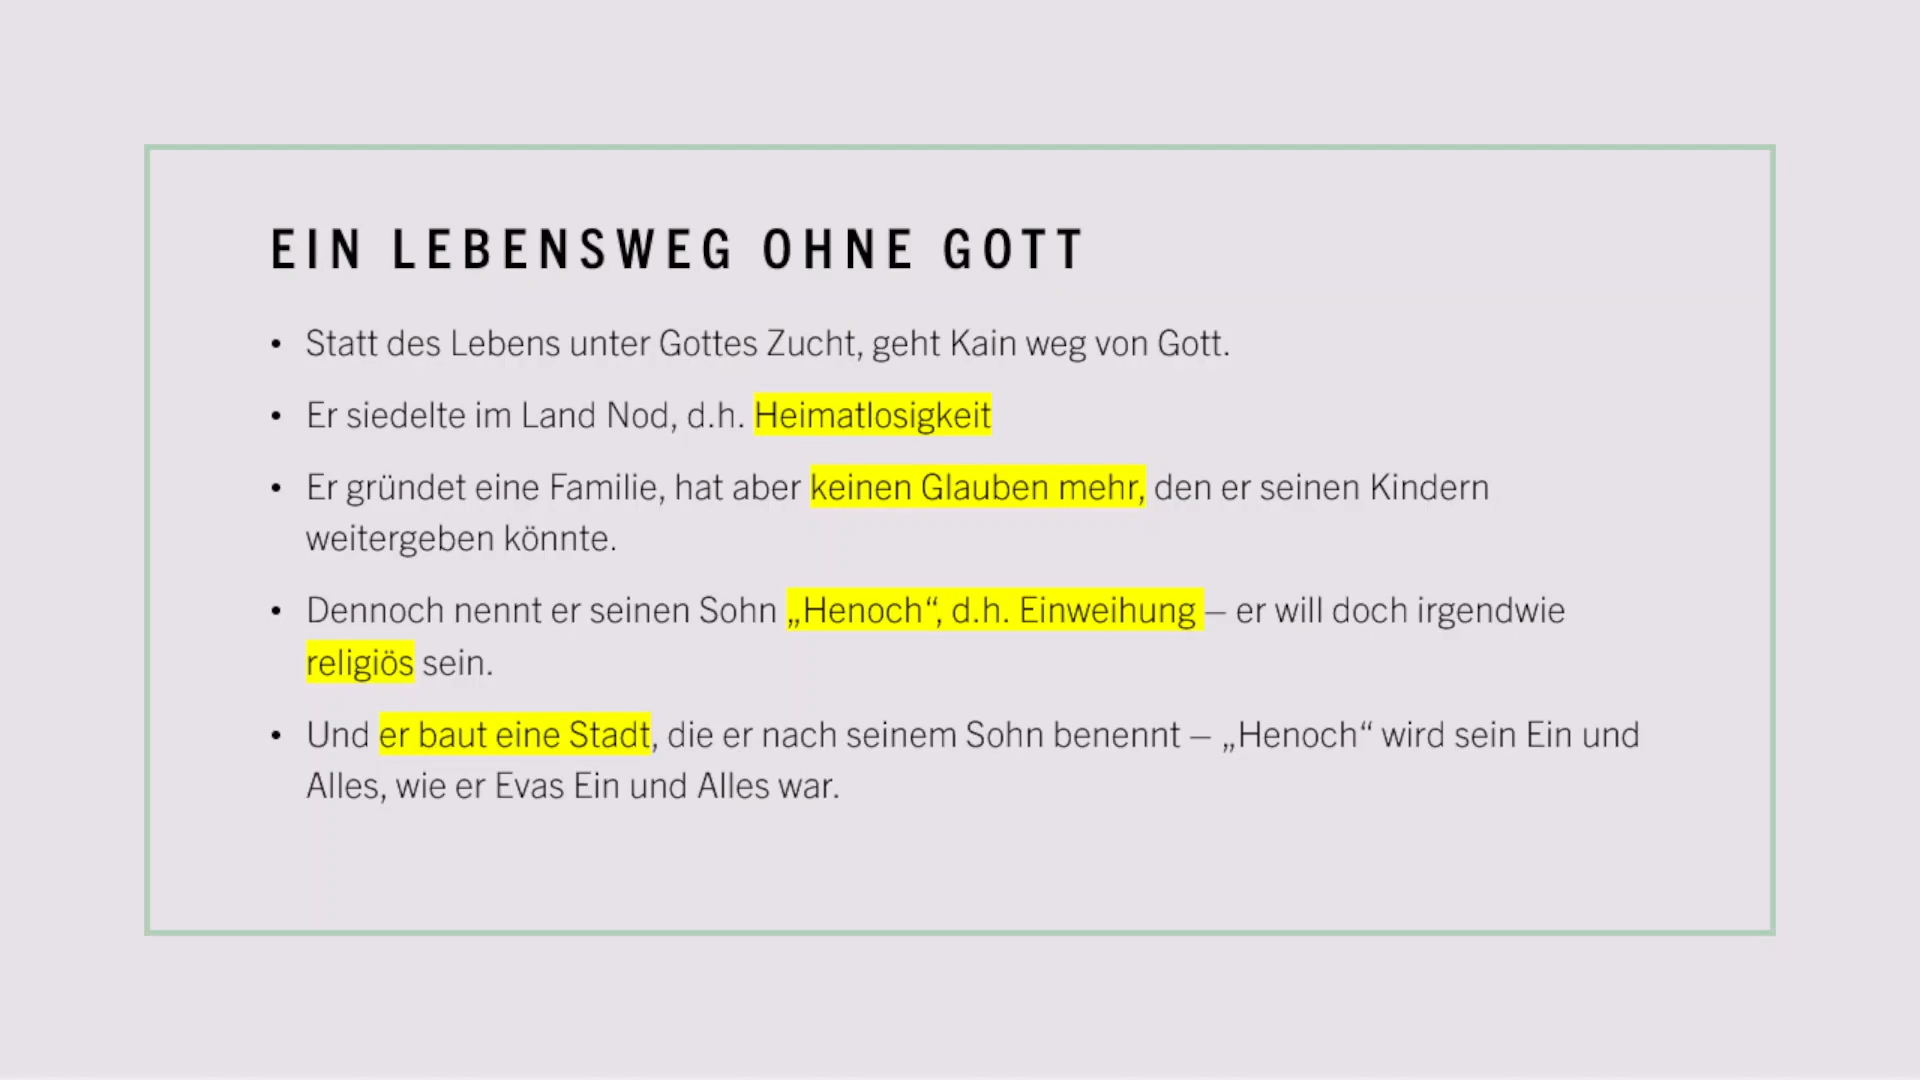 EIN LEBENSWEG OHNE GOTT
• Statt des Lebens unter Gottes Zucht, geht Kain weg von Gott.
• Er siedelte im Land Nod, d.h. Heimatlosigkeit
• Er gründet eine Familie, hat aber keinen Glauben mehr, den er seinen Kindern
weitergeben könnte.
• Dennoch nennt er seinen Sohn „Henoch“, d.h. Einweihung – er will doch irgendwie
religiös sein.
• Und er baut eine Stadt, die er nach seinem Sohn benennt – „Henoch“ wird sein Ein und
Alles, wie er Evas Ein und Alles war.